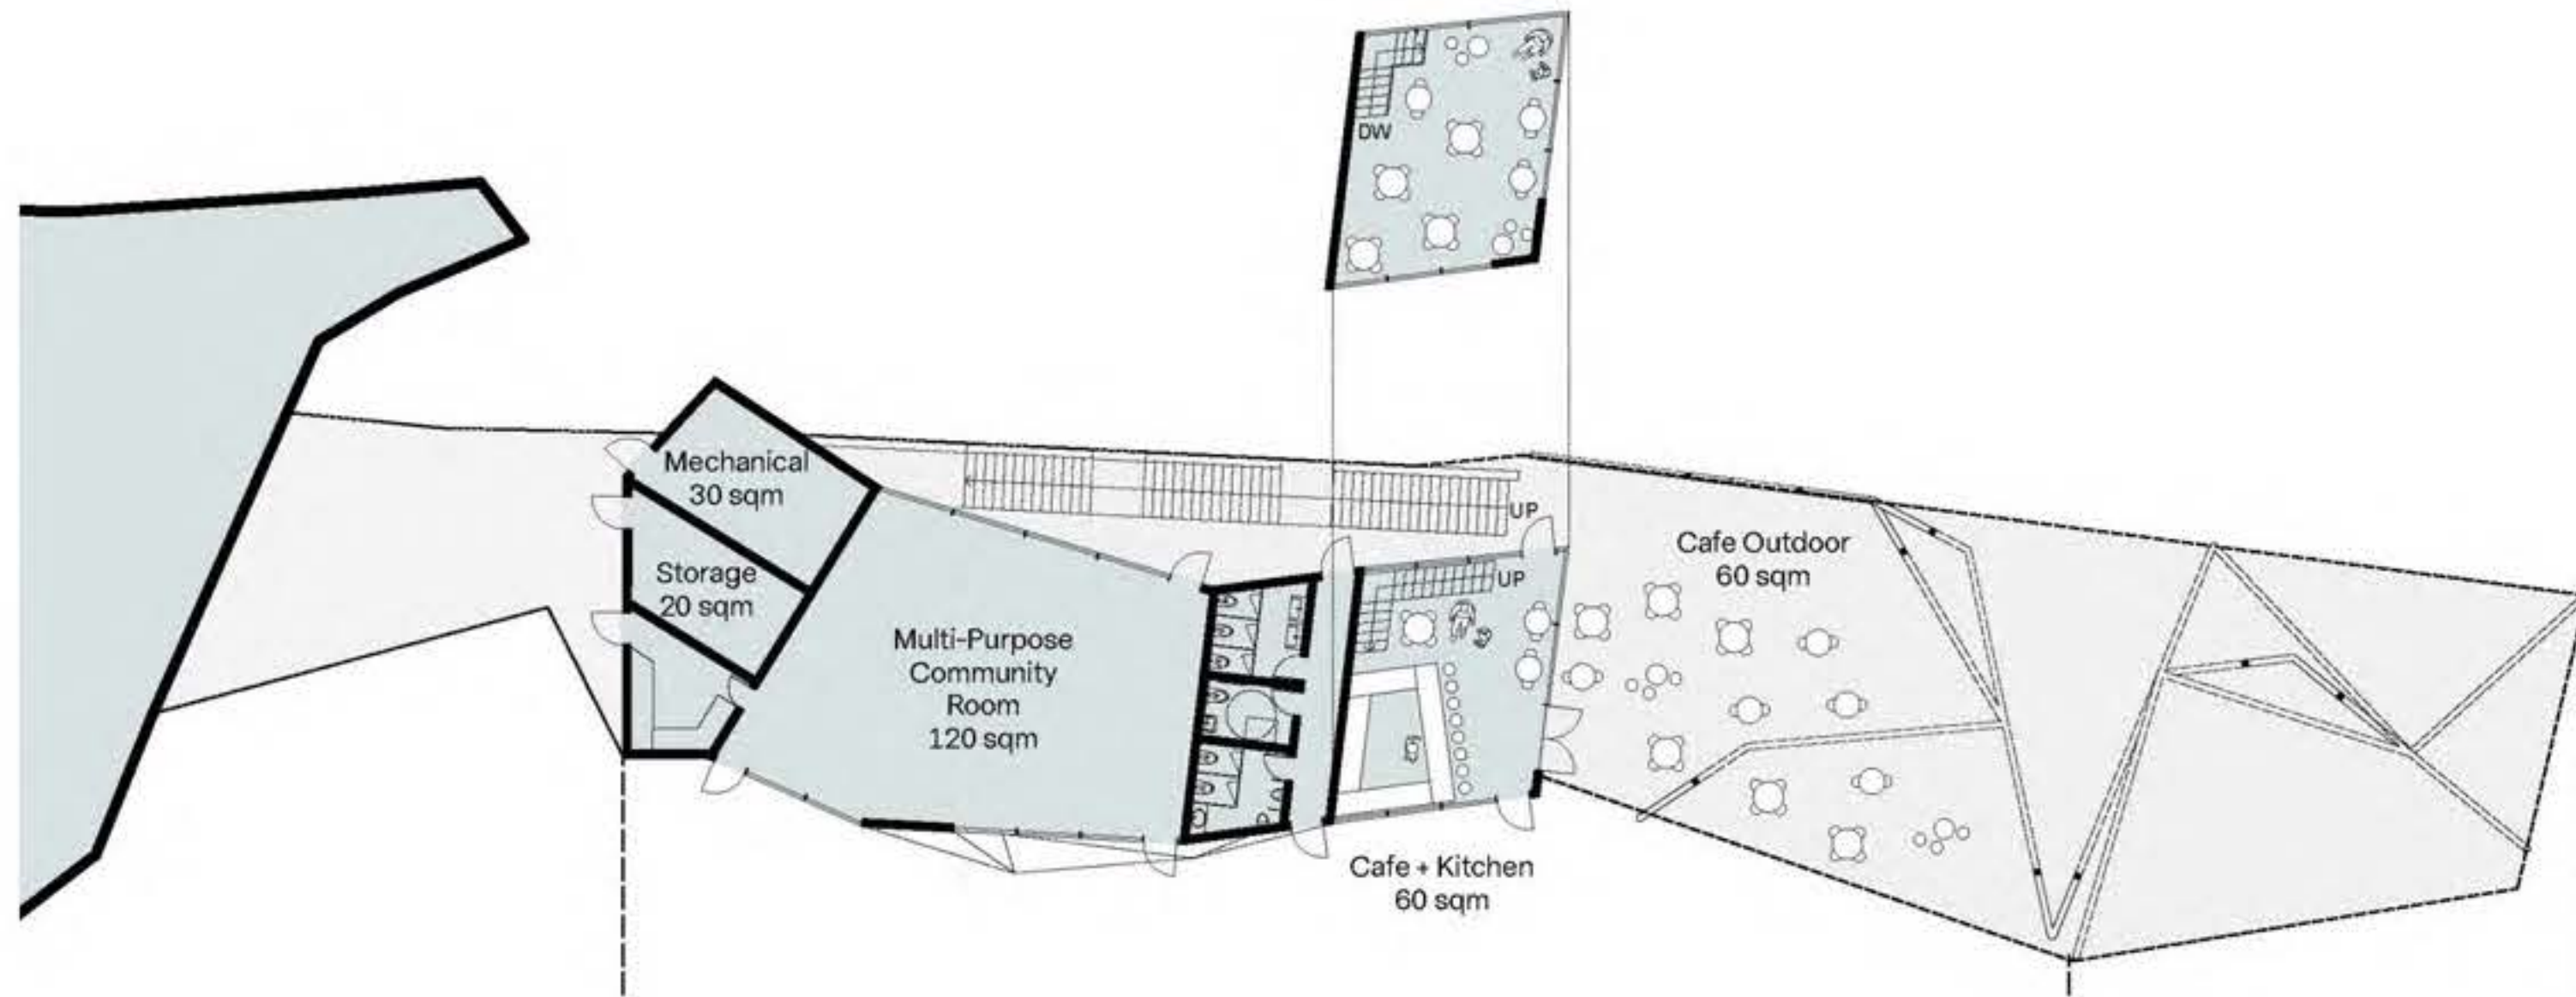 DW
Mechanical
30 sqm
UP
Cafe Outdoor
60 sqm
Storage
20 sqm
UP
Multi-Purpose
Community
Room
120 sqm
Cafe + Kitchen
60 sqm